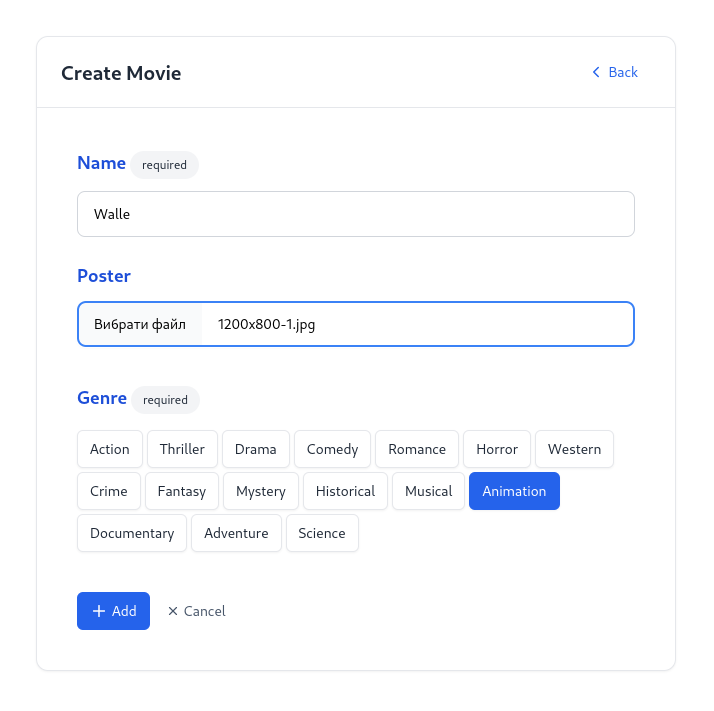 Create Movie
Back
Name required
Walle
Poster
Вибрати файл 1200x800-1.jpg
Genre required
Action Thriller Drama Comedy Romance Horror Western
Crime Fantasy Mystery Historical Musical Animation
Documentary Adventure Science
Add Cancel